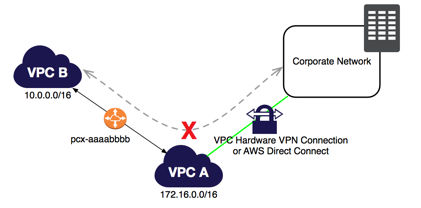 Corporate Network
VPC B
10.0.0.0/16
pcx-aaaabbbb
X
VPC Hardware VPN Connection
or AWS Direct Connect
VPC A
172.16.0.0/16